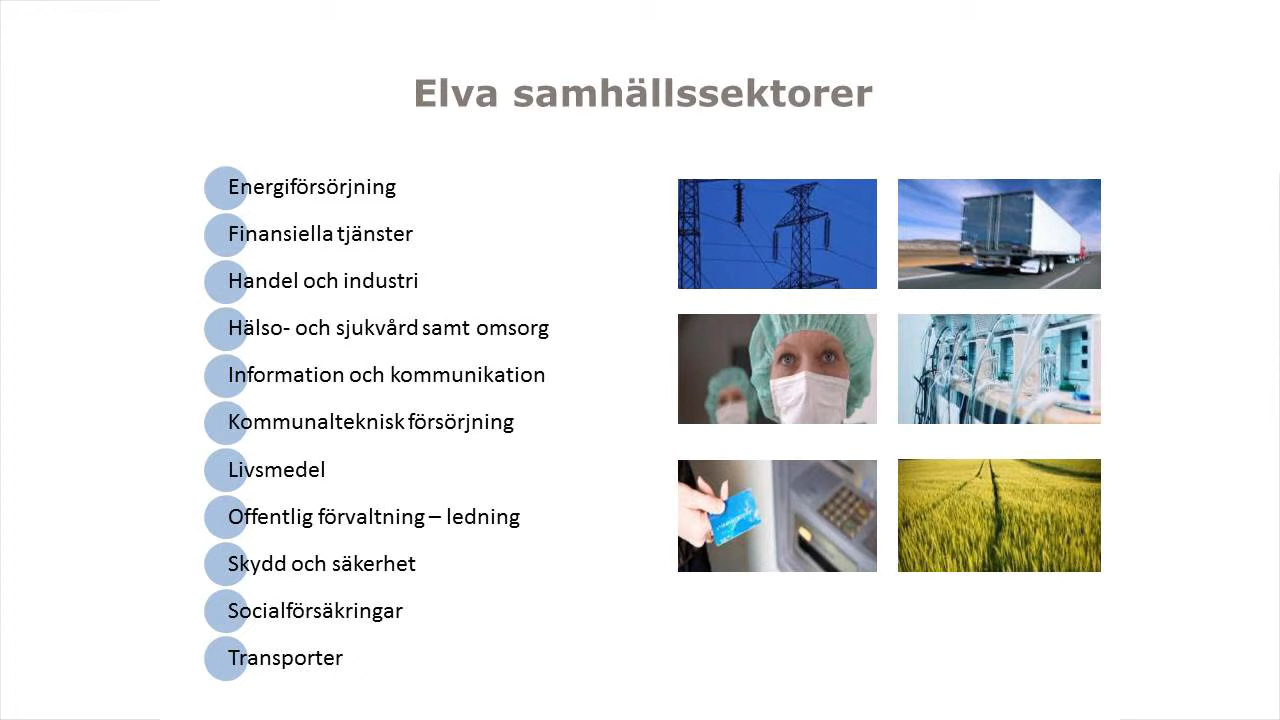 Elva samhällssektorer
Energiförsörjning
Finansiella tjänster
Handel och industri
Hälso- och sjukvård samt omsorg
Information och kommunikation
Kommunalteknisk försörjning
Livsmedel
Offentlig förvaltning – ledning
Skydd och säkerhet
Socialförsäkringar
Transporter